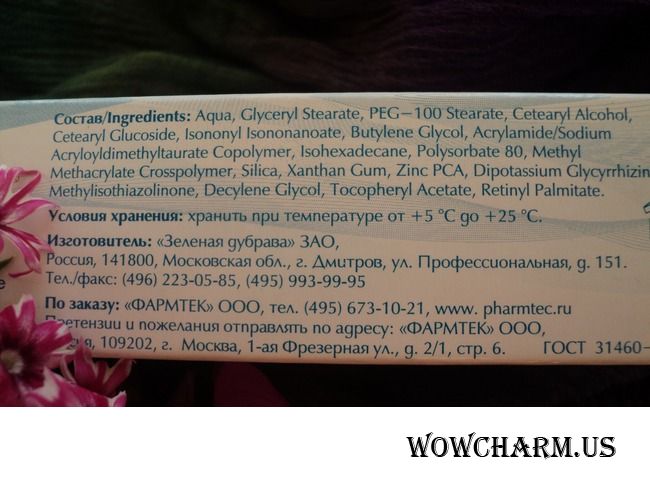 Состав/Ingredients: Aqua, Glyceryl Stearate, PEG–100 Stearate, Cetearyl Alcohol,
Cetearyl Glucoside, Isononyl Isononanoate, Butylene Glycol, Acrylamide/Sodium
Acryloyldimethyltaurate Copolymer, Isohexadecane, Polysorbate 80, Methyl
Methacrylate Crosspolymer, Silica, Xanthan Gum, Zinc PCA, Dipotassium Glycyrrhizin
Methylisothiazolinone, Decylene Glycol, Tocopheryl Acetate, Retinyl Palmitate.
Условия хранения: хранить при температуре от +5 °C до +25 °C.
Изготовитель: «Зеленая дубрава» ЗАО,
Россия, 141800, Московская обл., г. Дмитров, ул. Профессиональная, д. 151.
Тел./факс: (496) 223-05-85, (495) 993-99-95
По заказу: «ФАРМТЕК» ООО, тел. (495) 673-10-21, www. pharmtec.ru
Претензии и пожелания отправлять по адресу: «ФАРМТЕК» ООО,
109202, г. Москва, 1-ая Фрезерная ул., д. 2/1, стр. 6. ГОСТ 31460-
WOWCHARM.US